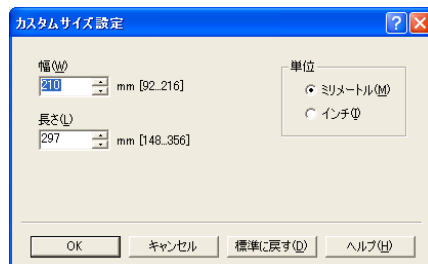 カスタムサイズ設定
幅(W)
210 mm [92...216]
長さ(L)
297 mm [148...356]
単位
ミリメートル(M)
インチ(I)
OK キャンセル 標準に戻す(D) ヘルプ(H)